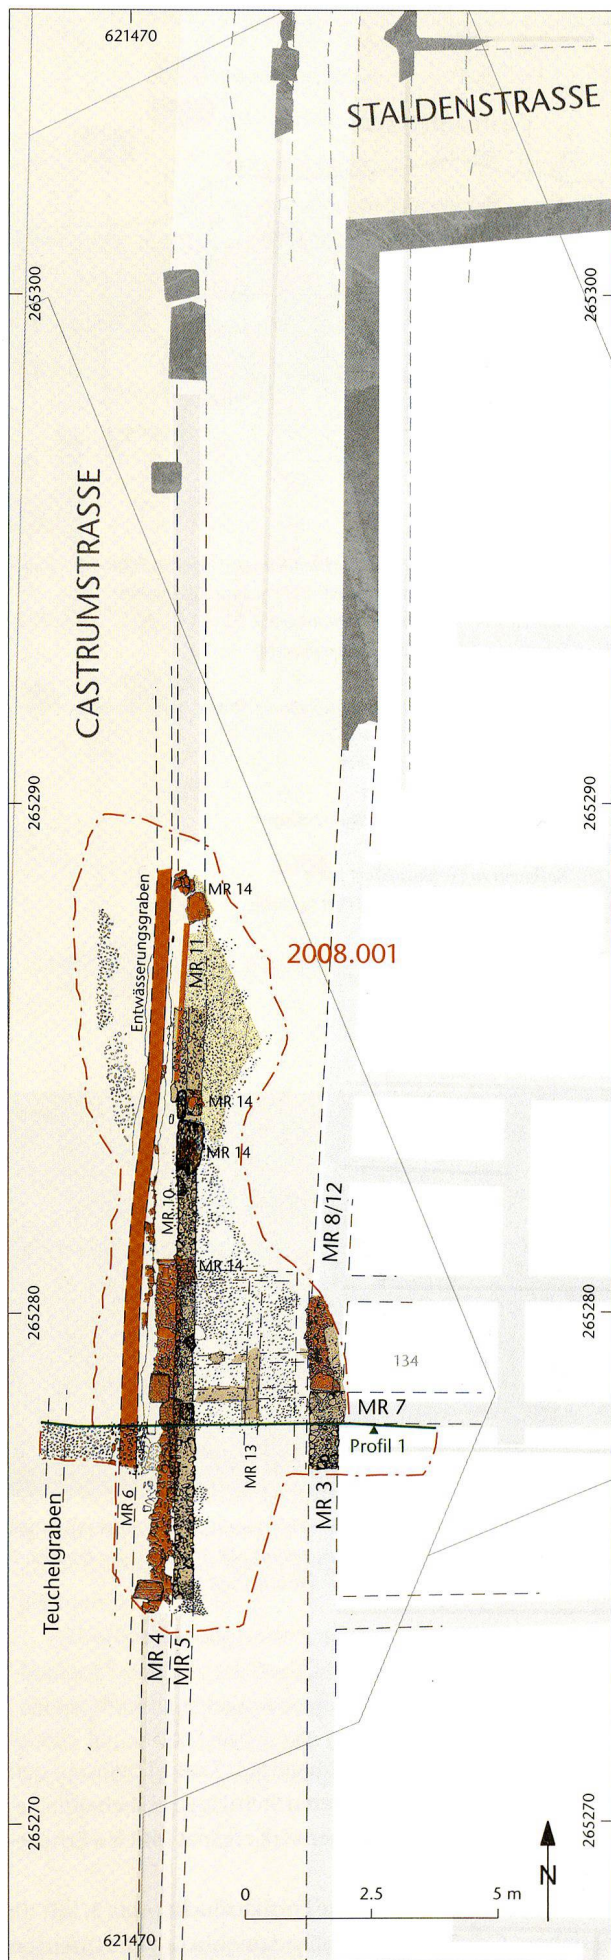 621470
STALDENSTRASSE
265300
265300
CASTRUMSTRASSE
265290
265290
Entwässerungsgraben
MR 14
MR 11
2008.001
MR 14
MR 14
MR 10
MR 8/12
MR 14
265280
265280
134
MR 7
Profil 1
MR 13
MR 6
MR 3
Teuchelgraben
MR 4
MR 5
265270
265270
N
0 2.5 5 m
621470